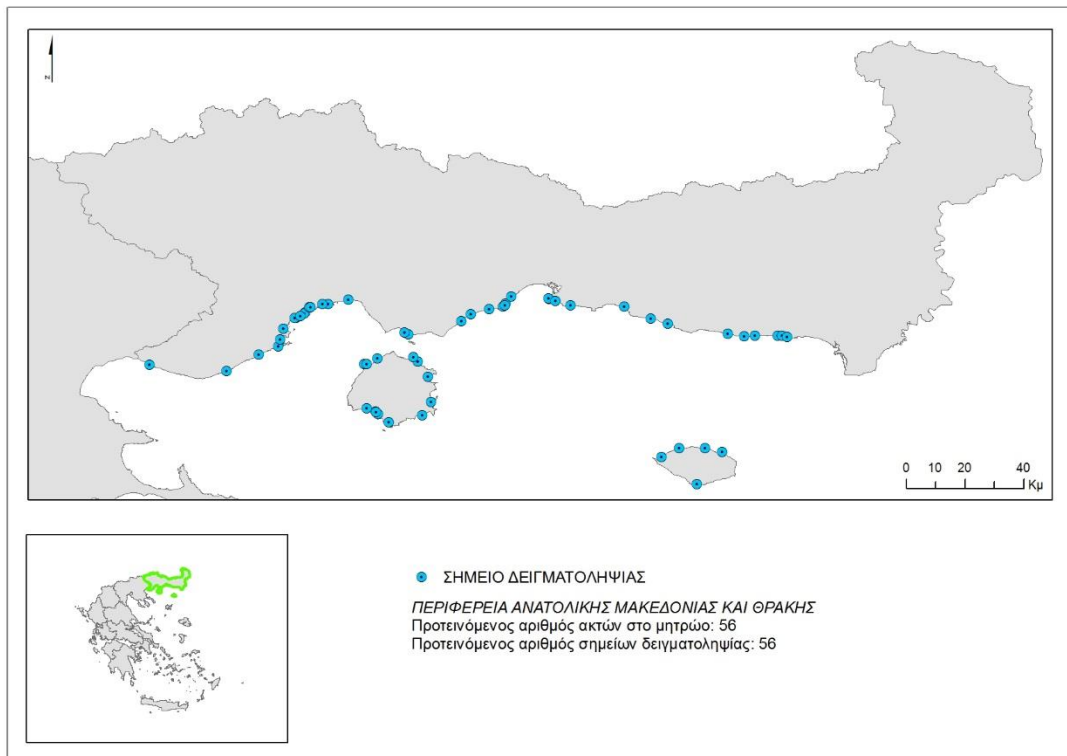 N
0 10 20 40
Κμ
ΣΗΜΕΙΟ ΔΕΙΓΜΑΤΟΛΗΨΙΑΣ
ΠΕΡΙΦΕΡΕΙΑ ΑΝΑΤΟΛΙΚΗΣ ΜΑΚΕΔΟΝΙΑΣ ΚΑΙ ΘΡΑΚΗΣ
Προτεινόμενος αριθμός ακτών στο μητρώο: 56
Προτεινόμενος αριθμός σημείων δειγματοληψίας: 56